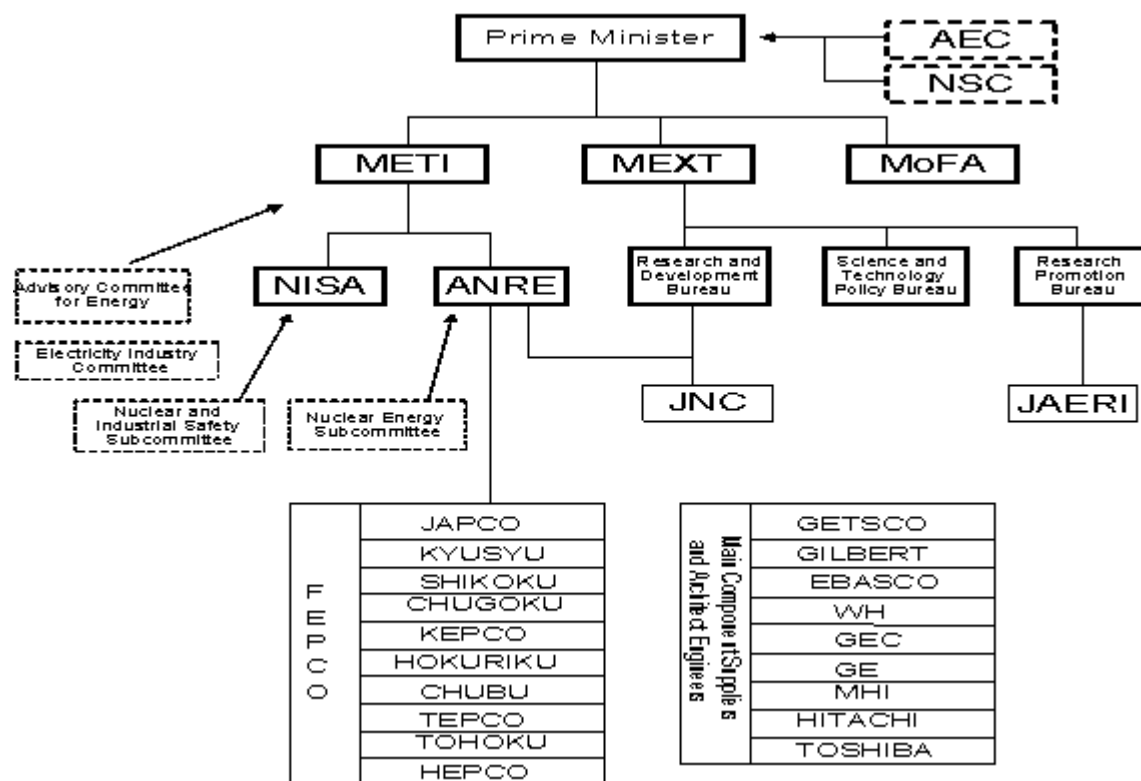 Prime Minister
AEC
NSC
METI
MEXT
MoFA
Advisory Committee
for Energy
NISA
ANRE
Research and
Development
Bureau
Science and
Technology
Policy Bureau
Research
Promotion
Bureau
Electricity Industry
Committee
Nuclear and
Industrial Safety
Subcommittee
Nuclear Energy
Subcommittee
JNC
JAERI
FEPCO
JAPCO
KYUSYU
SHIKOKU
CHUGOKU
KEPCO
HOKURIKU
CHUBU
TEPCO
TOHOKU
HEPCO
Main Component Suppliers
and Architect Engineers
GETSCO
GILBERT
EBASCO
WH
GEC
GE
MHI
HITACHI
TOSHIBA